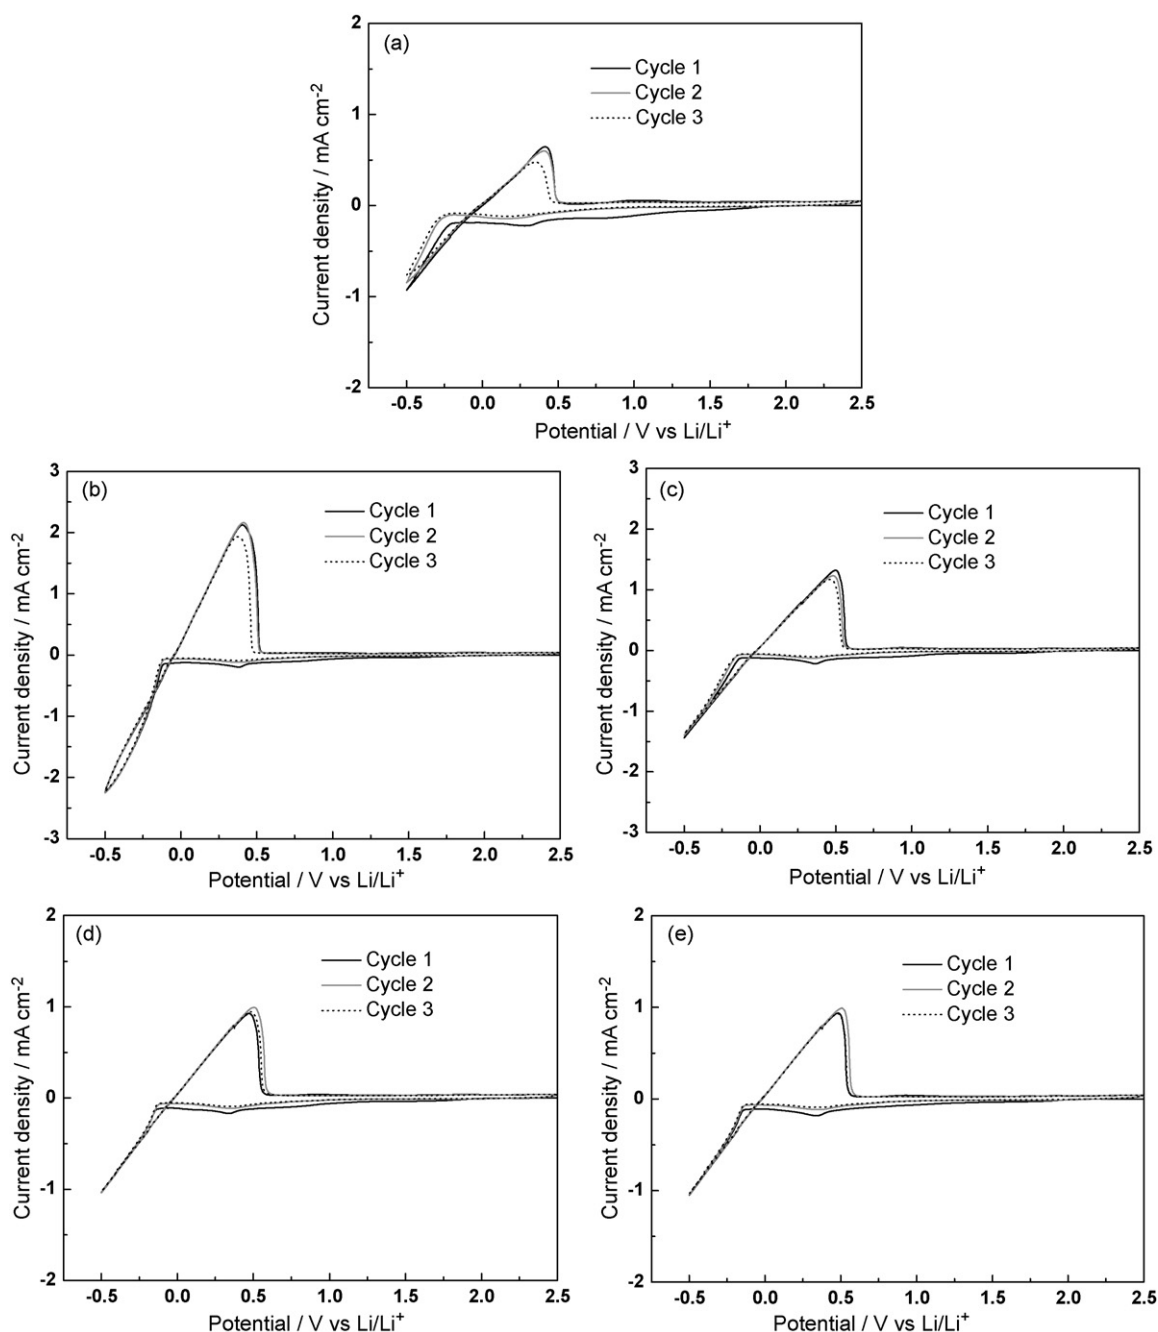 (a)
Cycle 1
Cycle 2
Cycle 3
2
1
0
-1
-2
Current density / mA cm-2
-0.5 0.0 0.5 1.0 1.5 2.0 2.5
Potential / V vs Li/Li+
(b)
Cycle 1
Cycle 2
Cycle 3
3
2
1
0
-1
-2
-3
Current density / mA cm-2
-0.5 0.0 0.5 1.0 1.5 2.0 2.5
Potential / V vs Li/Li+
(c)
Cycle 1
Cycle 2
Cycle 3
3
2
1
0
-1
-2
-3
Current density / mA cm-2
-0.5 0.0 0.5 1.0 1.5 2.0 2.5
Potential / V vs Li/Li+
(d)
Cycle 1
Cycle 2
Cycle 3
2
1
0
-1
-2
Current density / mA cm-2
-0.5 0.0 0.5 1.0 1.5 2.0 2.5
Potential / V vs Li/Li+
(e)
Cycle 1
Cycle 2
Cycle 3
2
1
0
-1
-2
Current density / mA cm-2
-0.5 0.0 0.5 1.0 1.5 2.0 2.5
Potential / V vs Li/Li+